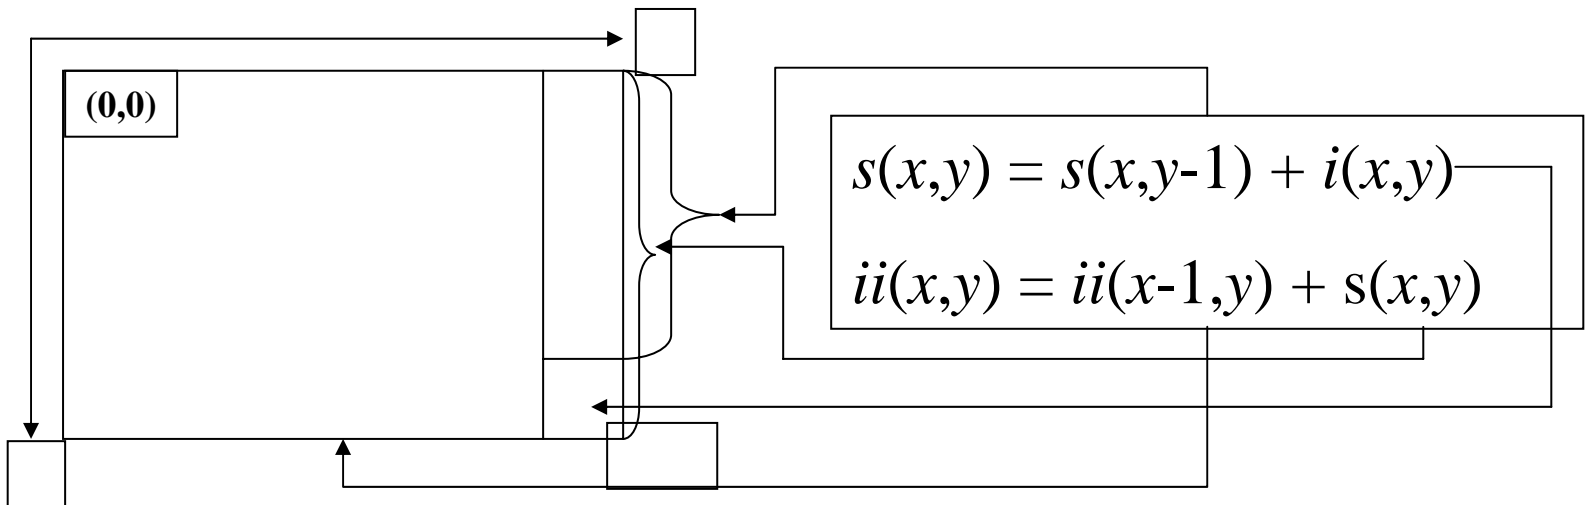 (0,0)
s(x,y) = s(x,y-1) + i(x,y)
ii(x,y) = ii(x-1,y) + s(x,y)